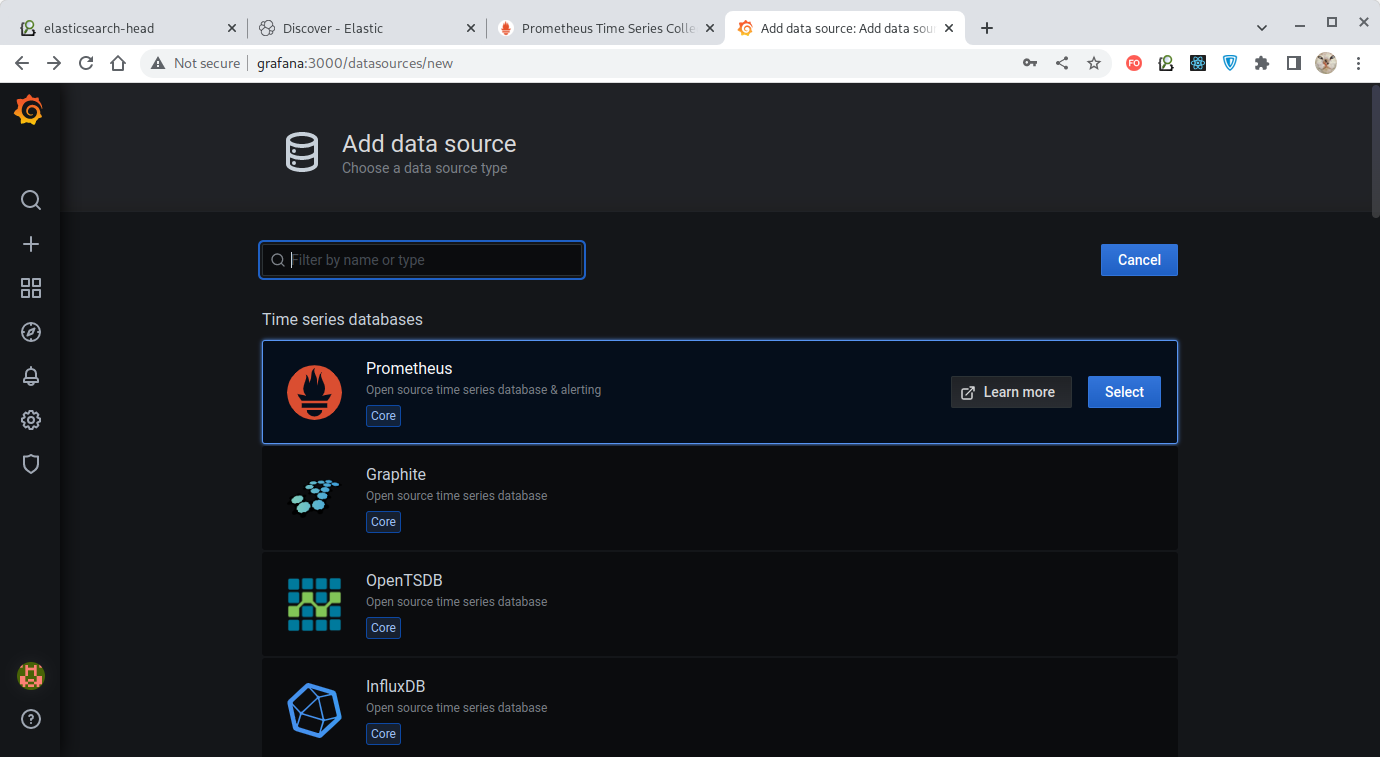 elasticsearch-head
Discover - Elastic
Prometheus Time Series Colle
Add data source: Add data sour
Not secure
grafana:3000/datasources/new
FO
Add data source
Choose a data source type
Filter by name or type
Cancel
Time series databases
Prometheus
Open source time series database & alerting
Core
Learn more
Select
Graphite
Open source time series database
Core
OpenTSDB
Open source time series database
Core
InfluxDB
Open source time series database
Core